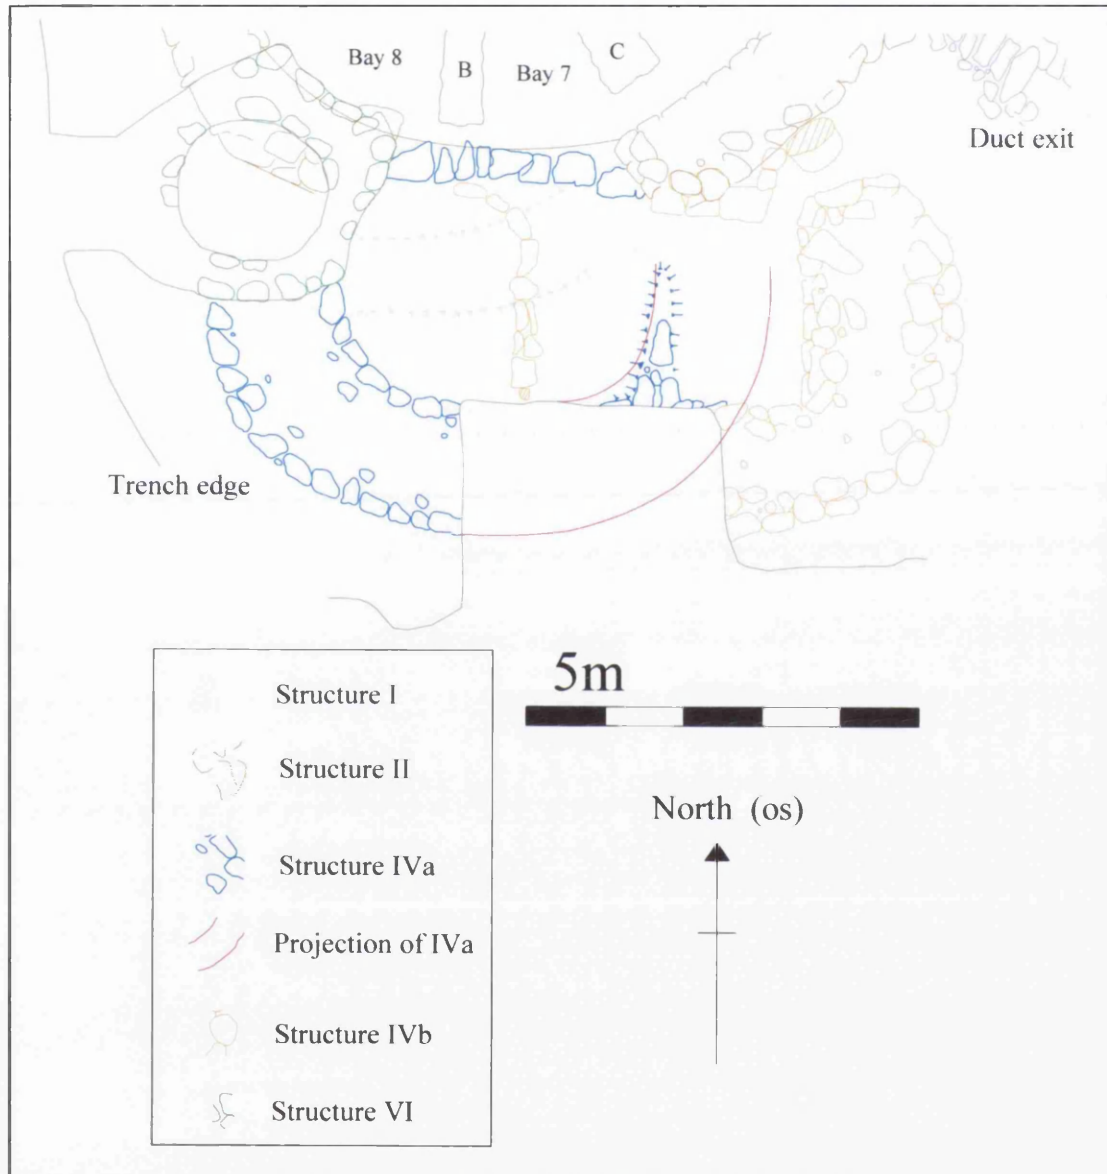 Bay 8
B
Bay 7
C
Duct exit
Trench edge
5m
North (os)
Structure I
Structure II
Structure IVa
Projection of IVa
Structure IVb
Structure VI